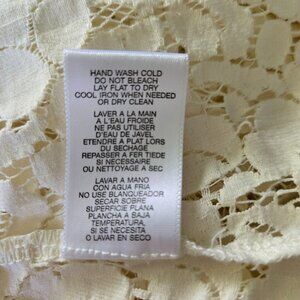 HAND WASH COLD
DO NOT BLEACH
LAY FLAT TO DRY
COOL IRON WHEN NEEDED
OR DRY CLEAN
LAVER A LA MAIN
A L'EAU FROIDE
NE PAS UTILISER
D'EAU DE JAVEL
ETENDRE A PLAT LORS
DU SECHAGE
REPASSER A FER TIEDE
SI NECESSAIRE
OU NETTOYAGE A SEC
LAVAR A MANO
CON AGUA FRIA
NO USE BLANQUEADOR
SECAR SOBRE
SUPERFICIE PLANA
PLANCHA A BAJA
TEMPERATURA,
SI SE NECESITA
O LAVAR EN SECO